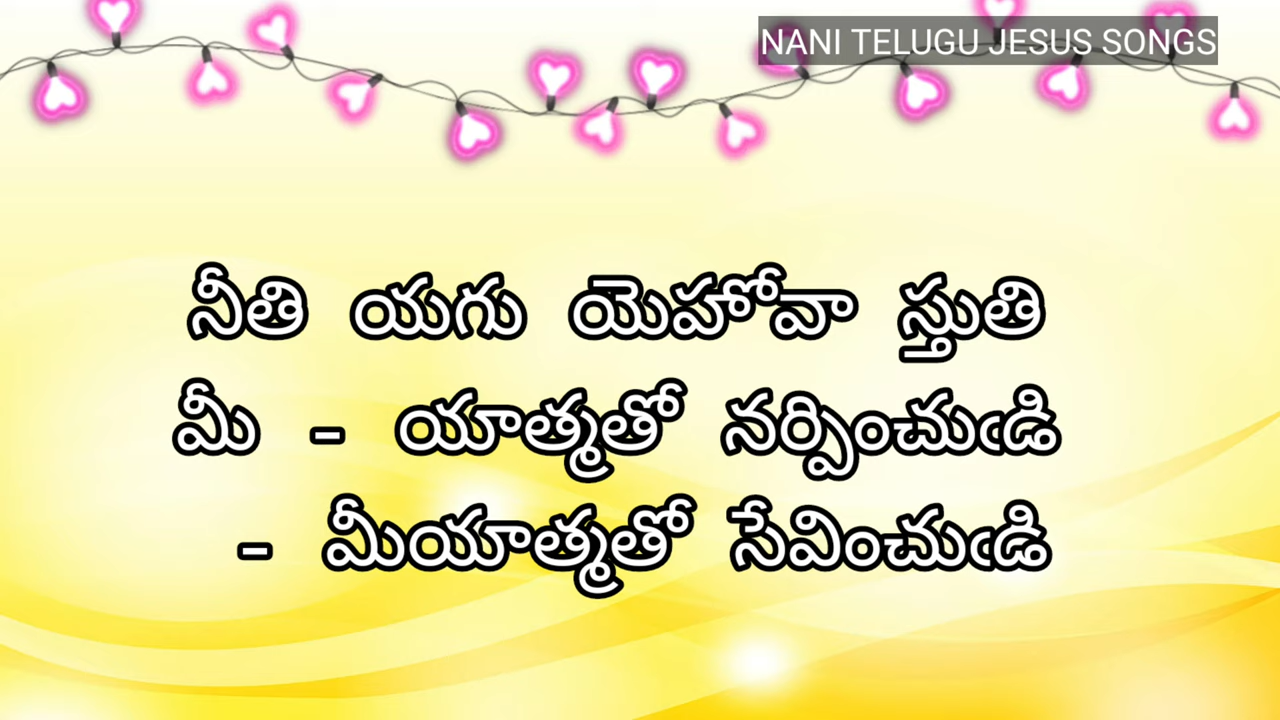 NANI TELUGU JESUS SONGS
నీతి యగు యెహోవా స్తుతి
మీ - యాత్మతో నర్పించుఁడి
- మీయాత్మతో సేవించుఁడి